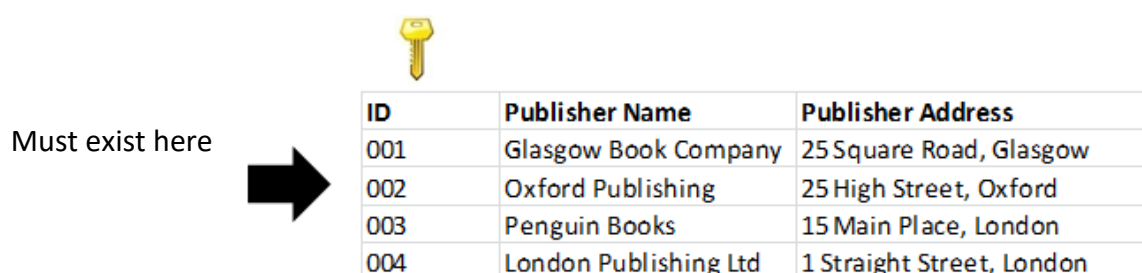 ID Publisher Name Publisher Address
Must exist here
001 Glasgow Book Company 25 Square Road, Glasgow
002 Oxford Publishing 25 High Street, Oxford
003 Penguin Books 15 Main Place, London
004 London Publishing Ltd 1 Straight Street, London